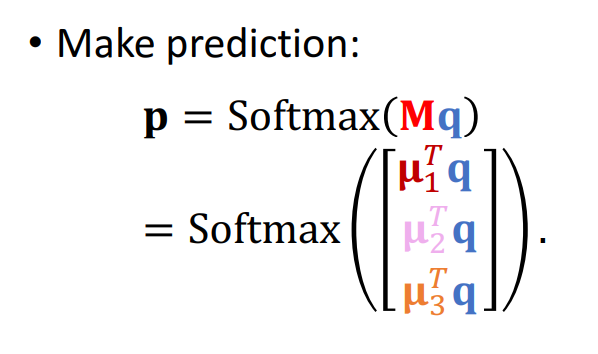 • Make prediction:
𝐩 = Softmax(𝐌𝐪)
= Softmax([𝛍₁ᵀ𝐪
𝛍₂ᵀ𝐪
𝛍₃ᵀ𝐪]).